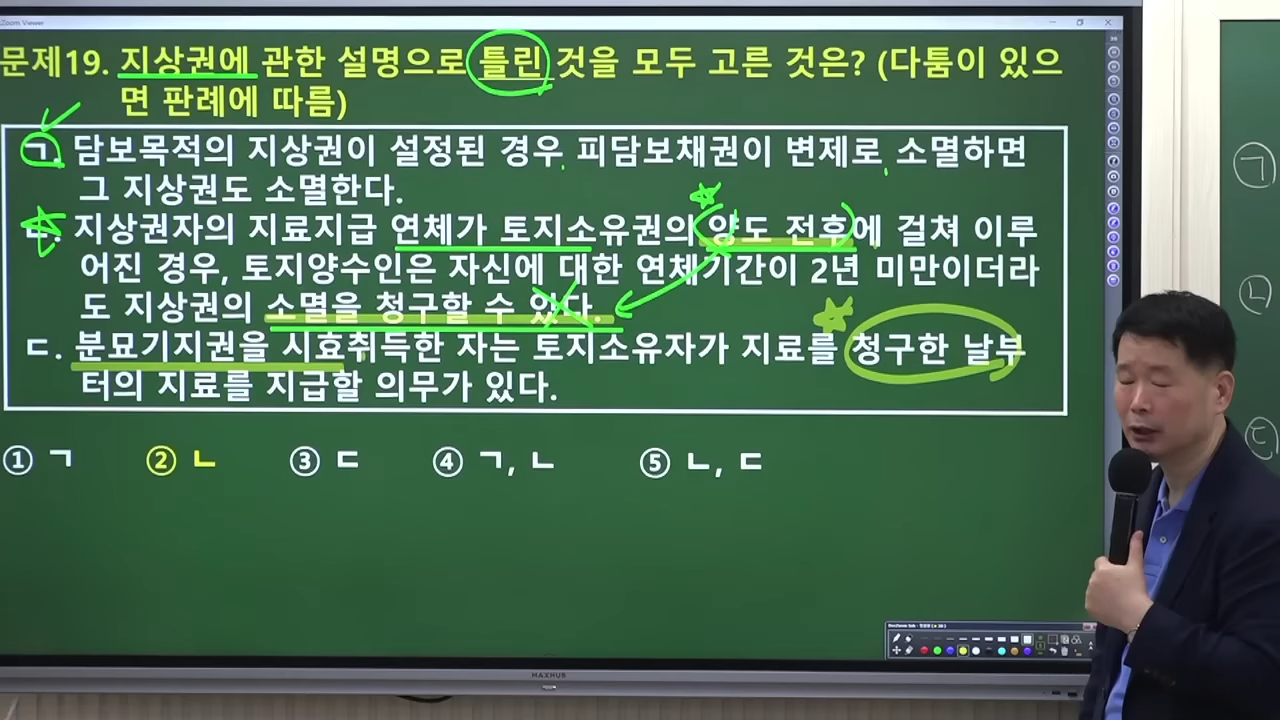 Zoom Viewer
문제19. 지상권에 관한 설명으로 틀린 것을 모두 고른 것은? (다툼이 있으
면 판례에 따름)
ㄱ. 담보목적의 지상권이 설정된 경우 피담보채권이 변제로 소멸하면
그 지상권도 소멸한다.
ㄴ. 지상권자의 지료지급 연체가 토지소유권의 양도 전후에 걸쳐 이루
어진 경우, 토지양수인은 자신에 대한 연체기간이 2년 미만이더라
도 지상권의 소멸을 청구할 수 있다.
ㄷ. 분묘기지권을 시효취득한 자는 토지소유자가 지료를 청구한 날부
터의 지료를 지급할 의무가 있다.
① ㄱ ② ㄴ ③ ㄷ ④ ㄱ, ㄴ ⑤ ㄴ, ㄷ
㉠
㉡
㉢
MAXHUB